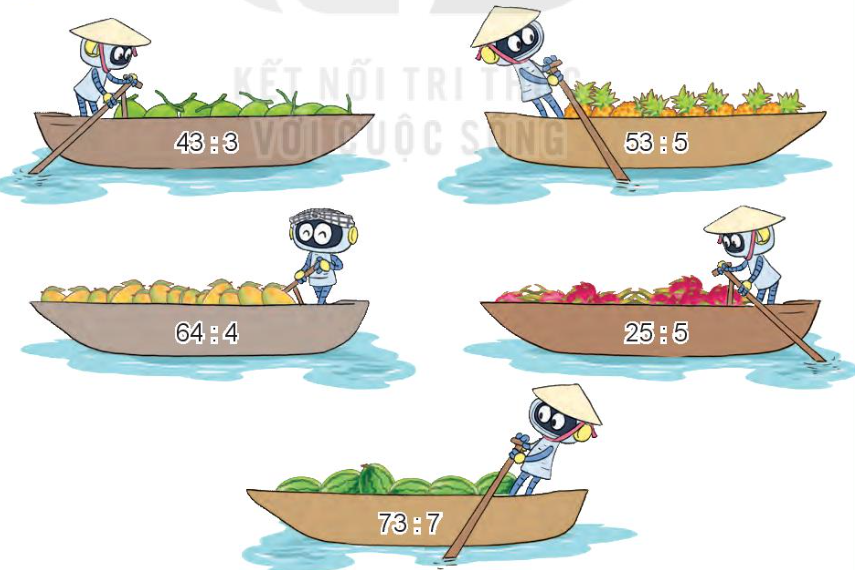 KẾT NỐI TRI THỨC
VỚI CUỘC SỐNG
43 : 3
53 : 5
64 : 4
25 : 5
73 : 7